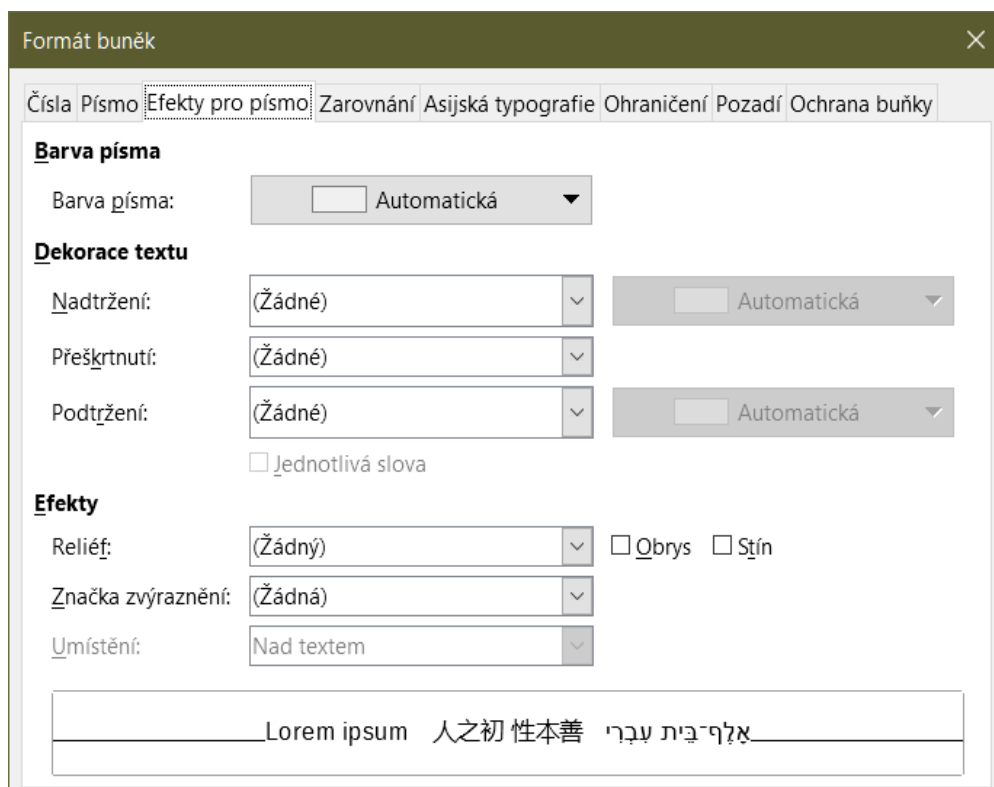 Formát buněk
Čísla Písmo Efekty pro písmo Zarovnání Asijská typografie Ohraničení Pozadí Ochrana buňky
Barva písma
Barva písma: Automatická
Dekorace textu
Nadtržení: (Žádné) Automatická
Přeškrtnutí: (Žádné)
Podtržení: (Žádné) Automatická
Jednotlivá slova
Efekty
Reliéf: (Žádný) Obrys Stín
Značka zvýraznění: (Žádná)
Umístění: Nad textem
Lorem ipsum 人之初 性本善 אָלֶף־בֵּית עִבְרִי